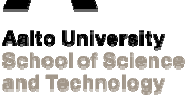 Aalto University
School of Science
and Technology